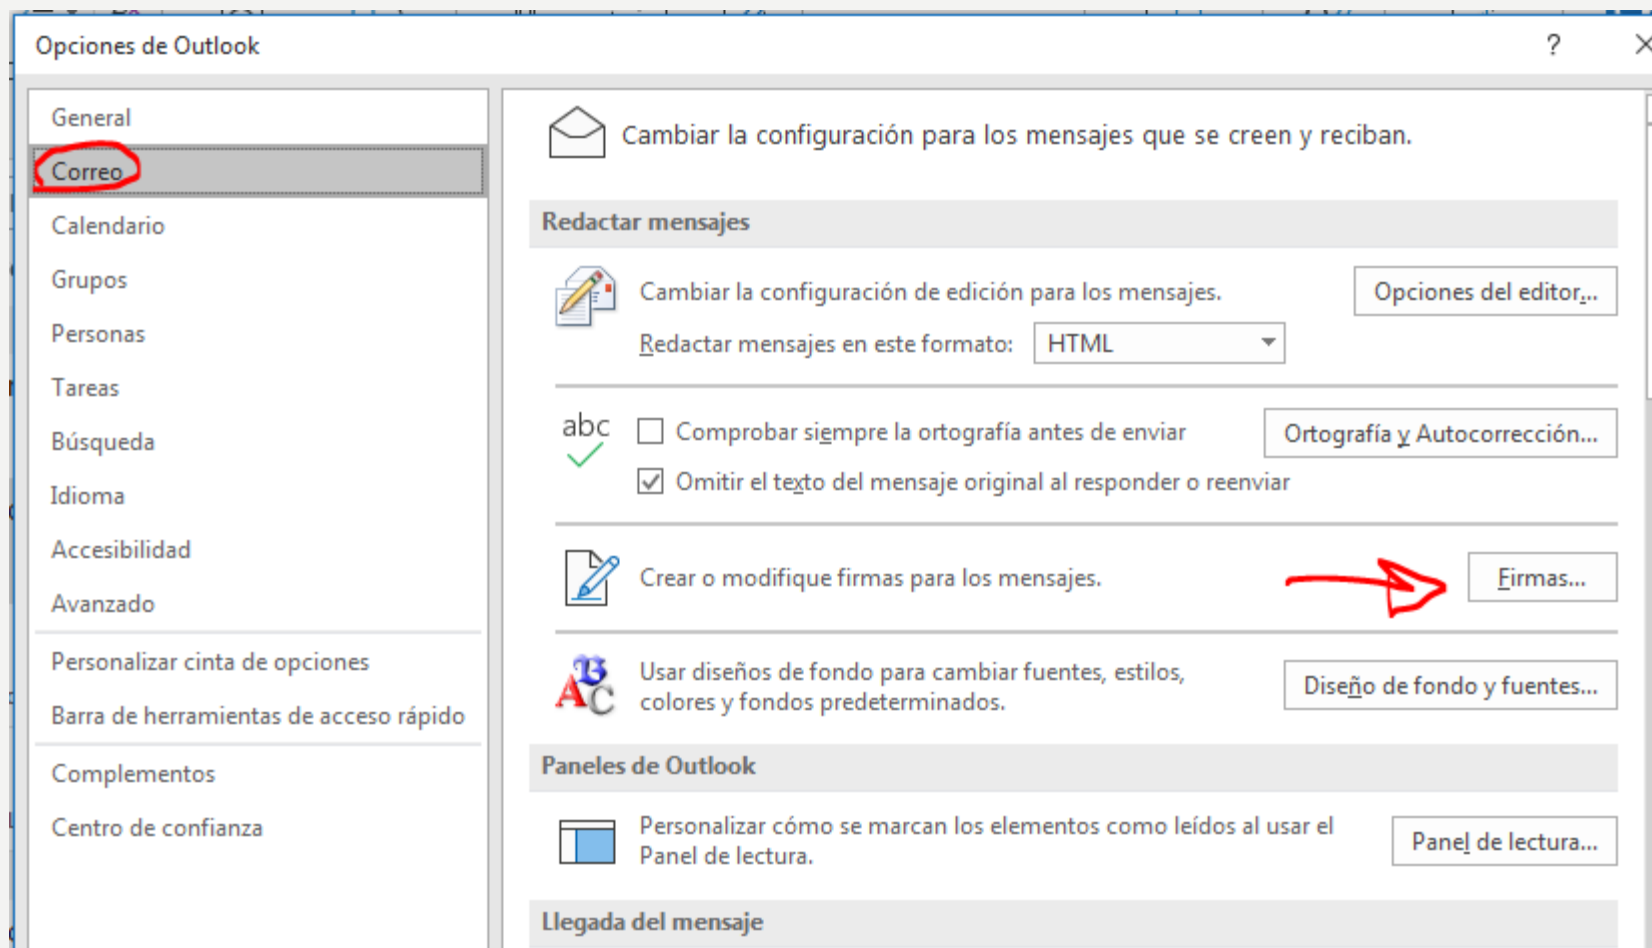 Opciones de Outlook
?
General
Correo
Calendario
Grupos
Personas
Tareas
Búsqueda
Idioma
Accesibilidad
Avanzado
Personalizar cinta de opciones
Barra de herramientas de acceso rápido
Complementos
Centro de confianza
Cambiar la configuración para los mensajes que se creen y reciban.
Redactar mensajes
Cambiar la configuración de edición para los mensajes.
Opciones del editor...
Redactar mensajes en este formato:
HTML
abc
Comprobar siempre la ortografía antes de enviar
Ortografía y Autocorrección...
Omitir el texto del mensaje original al responder o reenviar
Crear o modifique firmas para los mensajes.
Firmas...
ABC
Usar diseños de fondo para cambiar fuentes, estilos,
colores y fondos predeterminados.
Diseño de fondo y fuentes...
Paneles de Outlook
Personalizar cómo se marcan los elementos como leídos al usar el
Panel de lectura.
Panel de lectura...
Llegada del mensaje